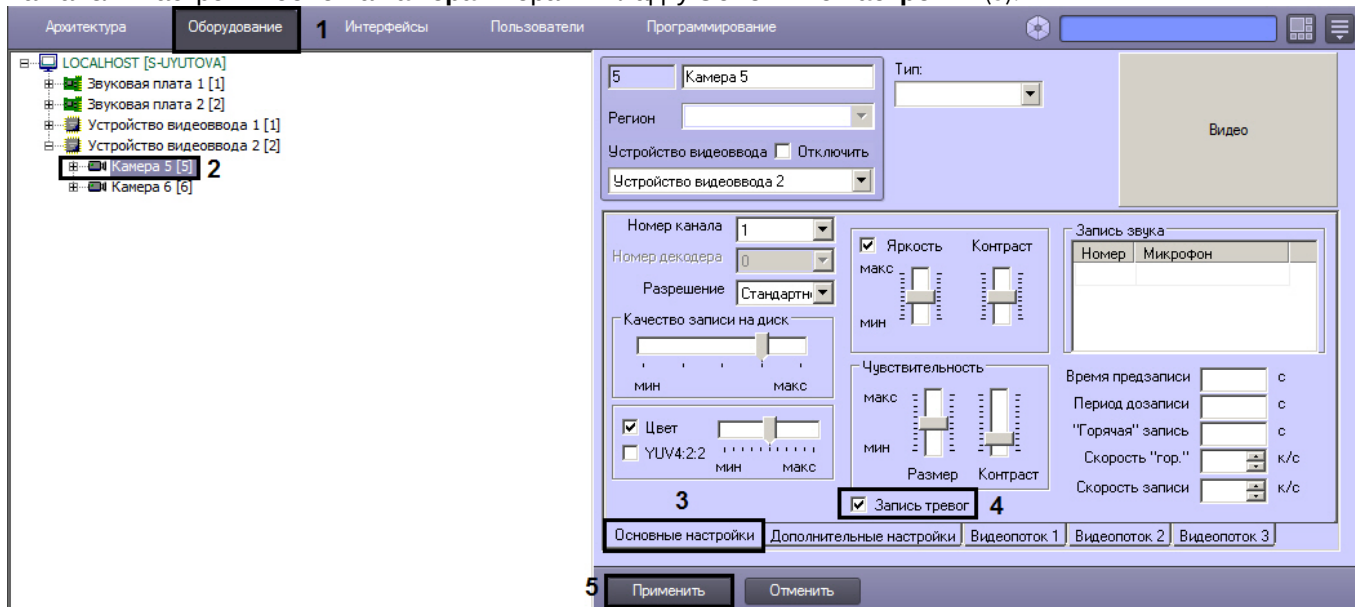 Архитектура Оборудование 1 Интерфейсы Пользователи Программирование
LOCALHOST [S-UYUTOVA]
Звуковая плата 1 [1]
Звуковая плата 2 [2]
Устройство видеоввода 1 [1]
Устройство видеоввода 2 [2]
Камера 5 [5] 2
Камера 6 [6]
5 Камера 5
Тип:
Регион
Устройство видеоввода Отключить
Устройство видеоввода 2
Видео
Номер канала 1
Номер декодера 0
Разрешение Стандартн
Качество записи на диск
мин макс
Цвет
YUV4:2:2
мин макс
3
Яркость Контраст
макс
мин
Чувствительность
макс
мин
Размер Контраст
Запись тревог 4
Запись звука
Номер Микрофон
Время предзаписи с
Период дозаписи с
"Горячая" запись с
Скорость "гор." к/с
Скорость записи к/с
Основные настройки Дополнительные настройки Видеопоток 1 Видеопоток 2 Видеопоток 3
5 Применить Отменить